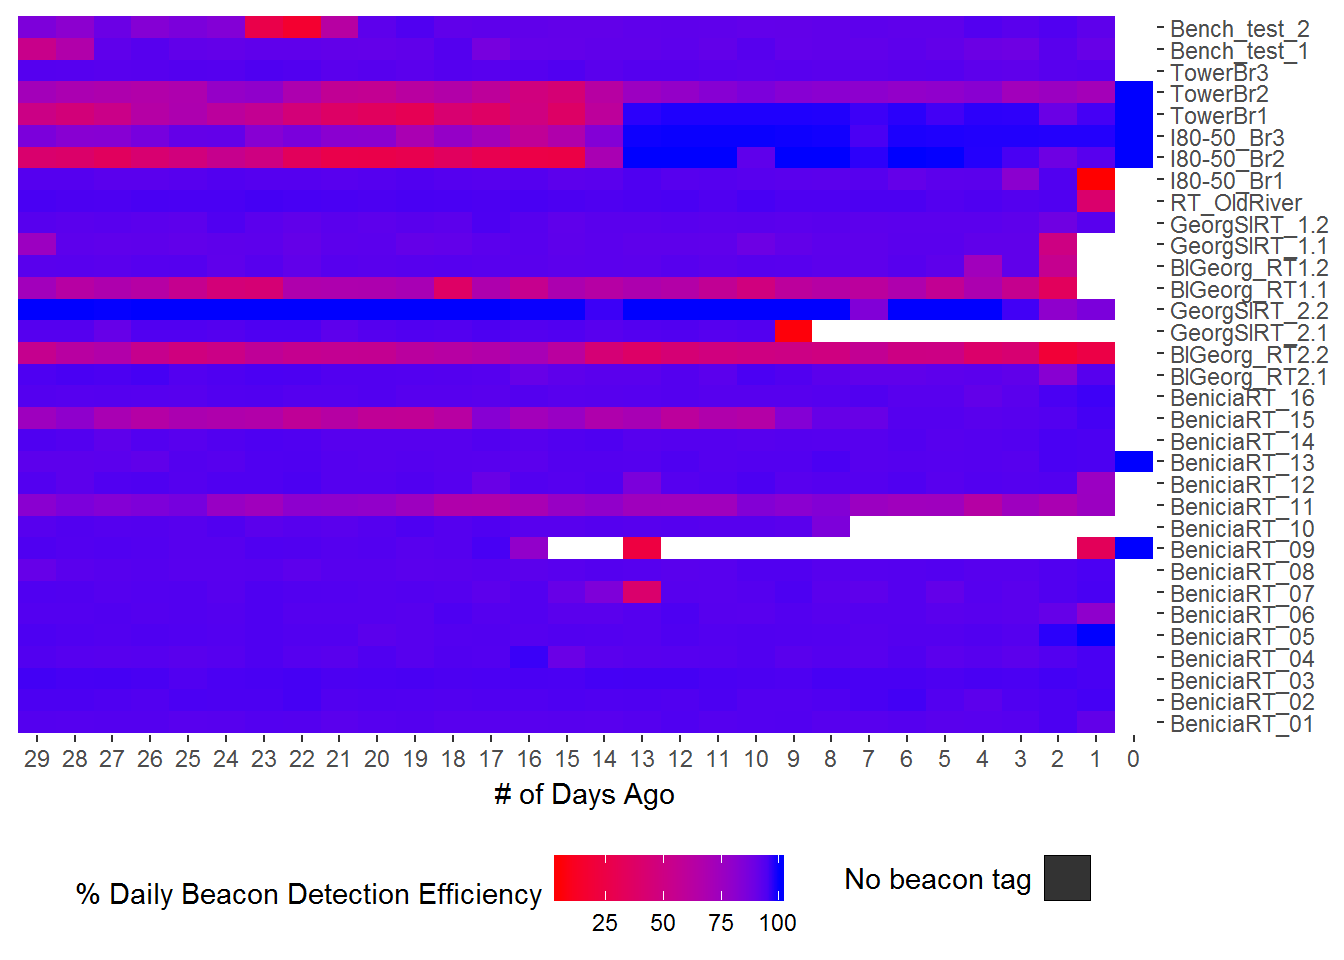 Bench_test_2
Bench_test_1
TowerBr3
TowerBr2
TowerBr1
I80-50_Br3
I80-50_Br2
I80-50_Br1
RT_OldRiver
GeorgSlRT_1.2
GeorgSlRT_1.1
BlGeorg_RT1.2
BlGeorg_RT1.1
GeorgSlRT_2.2
GeorgSlRT_2.1
BlGeorg_RT2.2
BlGeorg_RT2.1
BeniciaRT_16
BeniciaRT_15
BeniciaRT_14
BeniciaRT_13
BeniciaRT_12
BeniciaRT_11
BeniciaRT_10
BeniciaRT_09
BeniciaRT_08
BeniciaRT_07
BeniciaRT_06
BeniciaRT_05
BeniciaRT_04
BeniciaRT_03
BeniciaRT_02
BeniciaRT_01
29 28 27 26 25 24 23 22 21 20 19 18 17 16 15 14 13 12 11 10 9 8 7 6 5 4 3 2 1 0
# of Days Ago
% Daily Beacon Detection Efficiency
25 50 75 100
No beacon tag